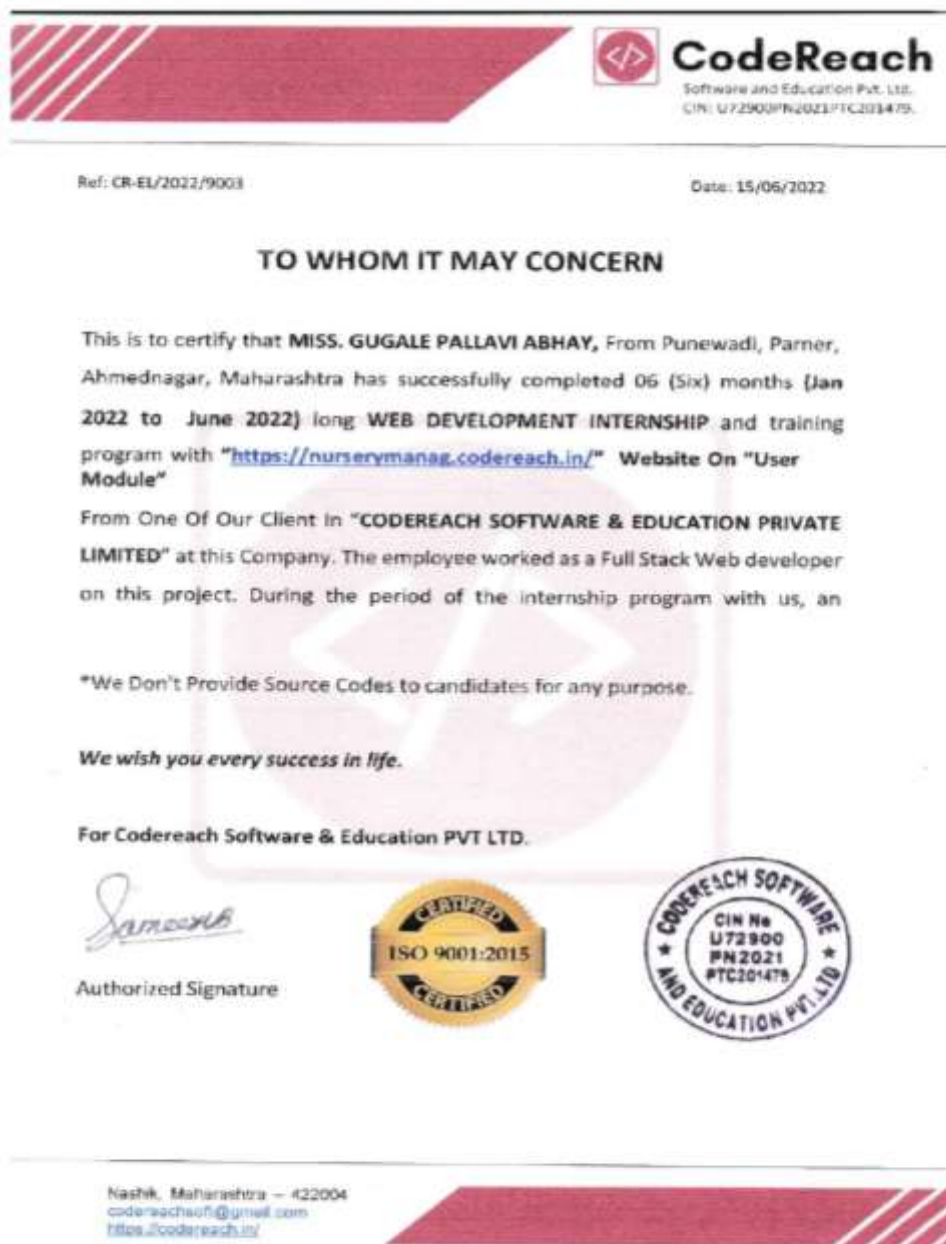 CodeReach
Software and Education Pvt. Ltd.
CIN: U72900PN2021PTC201479.
Ref: CR-EL/2022/9003
Date: 15/06/2022
TO WHOM IT MAY CONCERN
This is to certify that MISS. GUGALE PALLAVI ABHAY, From Punewadi, Parner,
Ahmednagar, Maharashtra has successfully completed 06 (Six) months (Jan
2022 to June 2022) long WEB DEVELOPMENT INTERNSHIP and training
program with "https://nurserymanag.codereach.in/" Website On "User
Module"
From One Of Our Client In "CODEREACH SOFTWARE & EDUCATION PRIVATE
LIMITED" at this Company. The employee worked as a Full Stack Web developer
on this project. During the period of the internship program with us, an
*We Don't Provide Source Codes to candidates for any purpose.
We wish you every success in life.
For Codereach Software & Education PVT LTD.
Authorized Signature
CERTIFIED
ISO 9001:2015
CERTIFIED
CODEREACH SOFTWARE
AND EDUCATION PVT.LTD
CIN No
U72900
PN2021
PTC201479
Nashik, Maharashtra – 422004
codereachsoft@gmail.com
https://codereach.in/